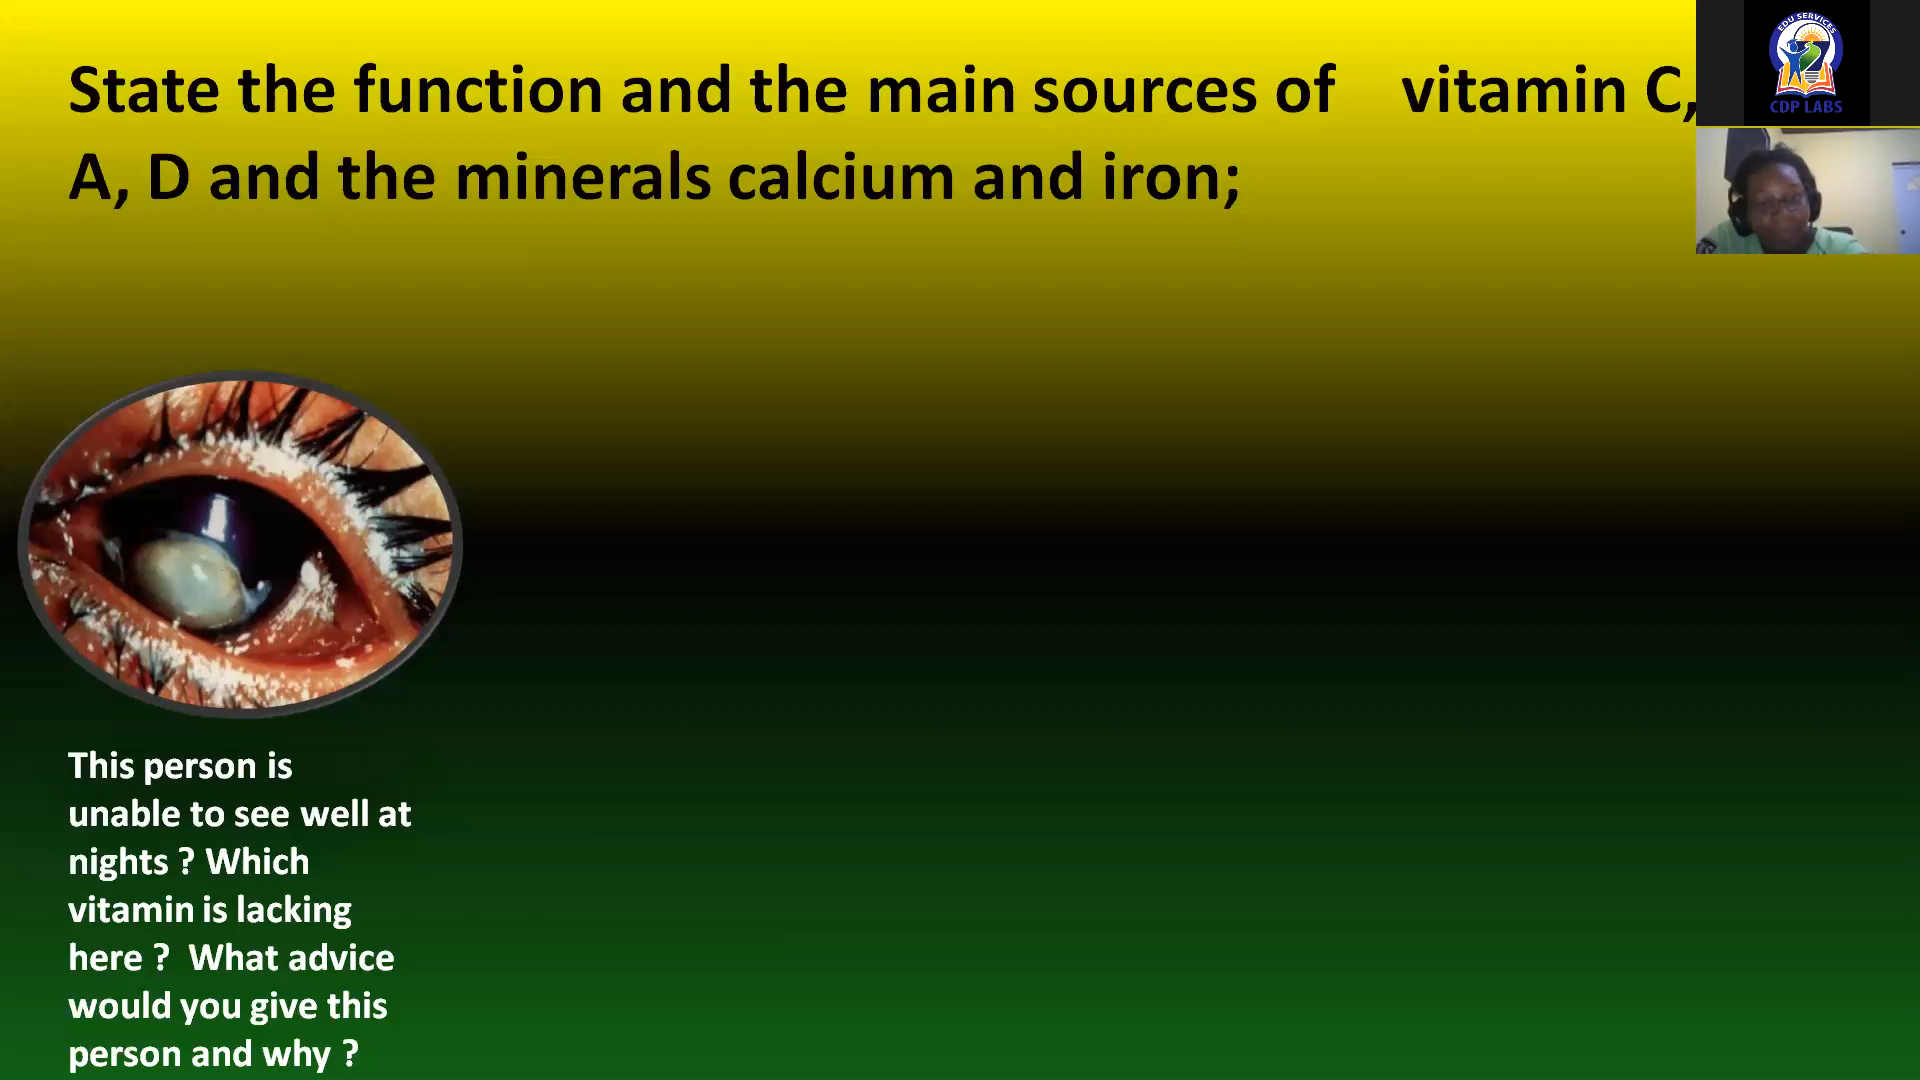 State the function and the main sources of vitamin C,
A, D and the minerals calcium and iron;
EDU SERVICES
CDP LABS
This person is
unable to see well at
nights ? Which
vitamin is lacking
here ? What advice
would you give this
person and why ?